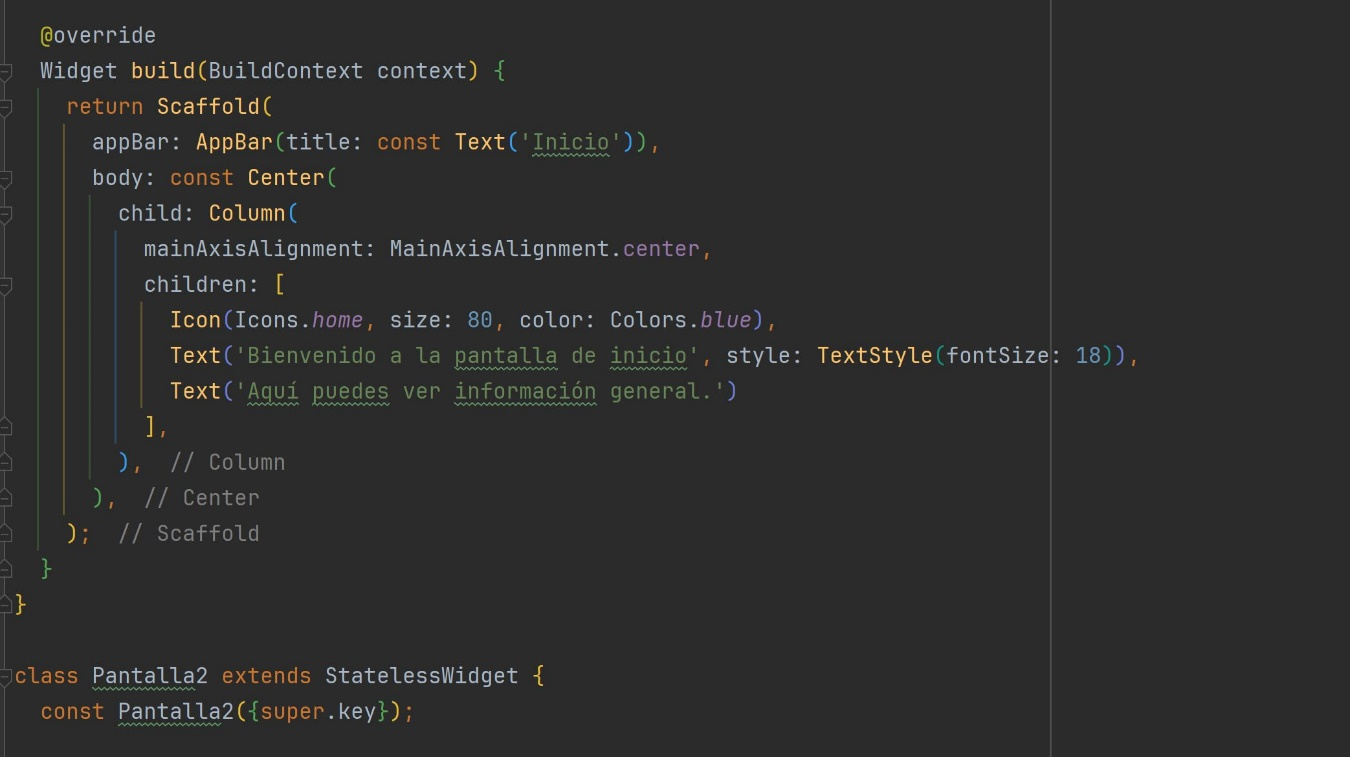 @override
Widget build(BuildContext context) {
return Scaffold(
appBar: AppBar(title: const Text('Inicio')),
body: const Center(
child: Column(
mainAxisAlignment: MainAxisAlignment.center,
children: [
Icon(Icons.home, size: 80, color: Colors.blue),
Text('Bienvenido a la pantalla de inicio', style: TextStyle(fontSize: 18)),
Text('Aquí puedes ver información general.')
],
), // Column
), // Center
); // Scaffold
}
}
class Pantalla2 extends StatelessWidget {
const Pantalla2({super.key});